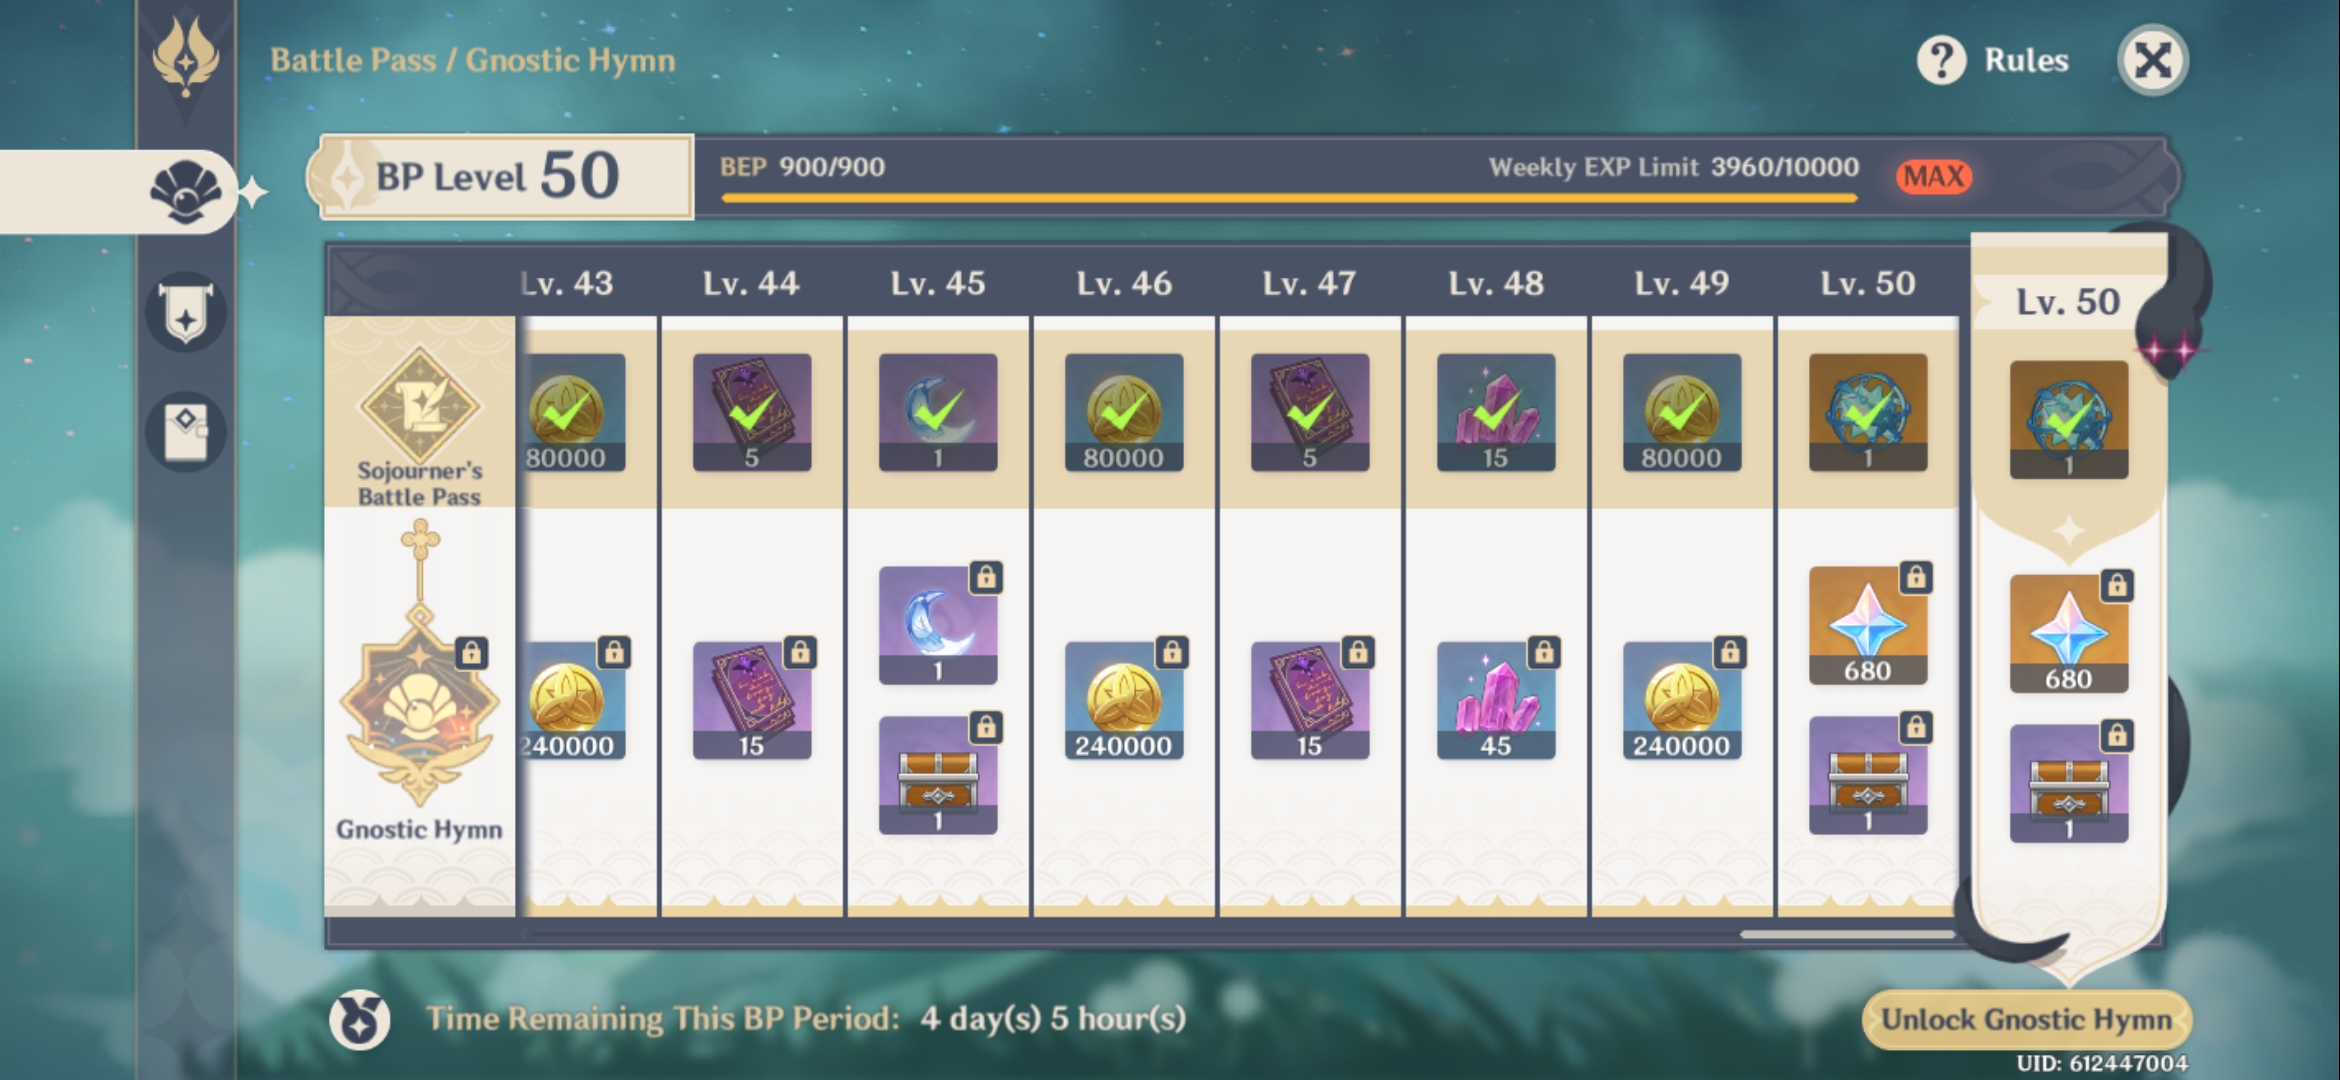 Battle Pass / Gnostic Hymn
? Rules
BP Level 50
BEP 900/900
Weekly EXP Limit 3960/10000
MAX
Lv. 43 Lv. 44 Lv. 45 Lv. 46 Lv. 47 Lv. 48 Lv. 49 Lv. 50 Lv. 50
80000 5 1 80000 5 15 80000 1 1
Sojourner's
Battle Pass
1 680 680
240000 15 240000 15 45 240000
1 1 1
Gnostic Hymn
Time Remaining This BP Period: 4 day(s) 5 hour(s)
Unlock Gnostic Hymn
UID: 612447004